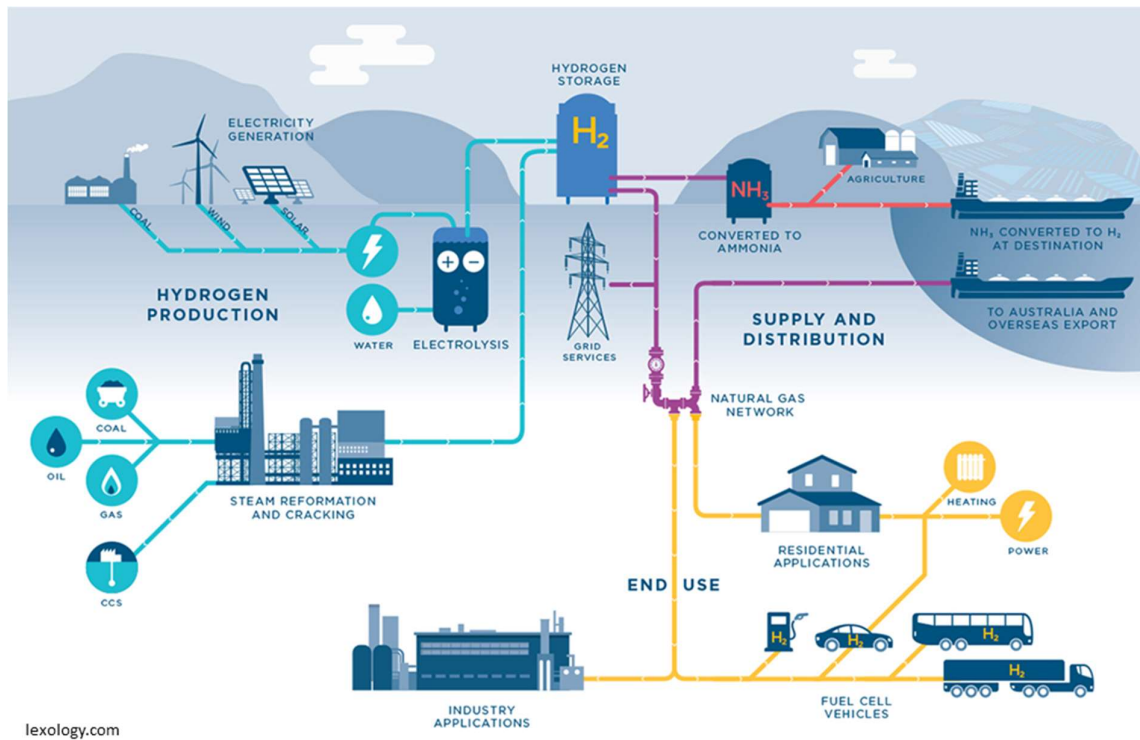 HYDROGEN
STORAGE
H₂
ELECTRICITY
GENERATION
COAL
WIND
SOLAR
HYDROGEN
PRODUCTION
WATER
+ −
ELECTROLYSIS
GRID
SERVICES
NH₃
CONVERTED TO
AMMONIA
AGRICULTURE
NH₃ CONVERTED TO H₂
AT DESTINATION
TO AUSTRALIA AND
OVERSEAS EXPORT
SUPPLY AND
DISTRIBUTION
NATURAL GAS
NETWORK
COAL
OIL
GAS
CCS
STEAM REFORMATION
AND CRACKING
RESIDENTIAL
APPLICATIONS
HEATING
POWER
END USE
INDUSTRY
APPLICATIONS
H₂
H₂
H₂
H₂
FUEL CELL
VEHICLES
lexology.com